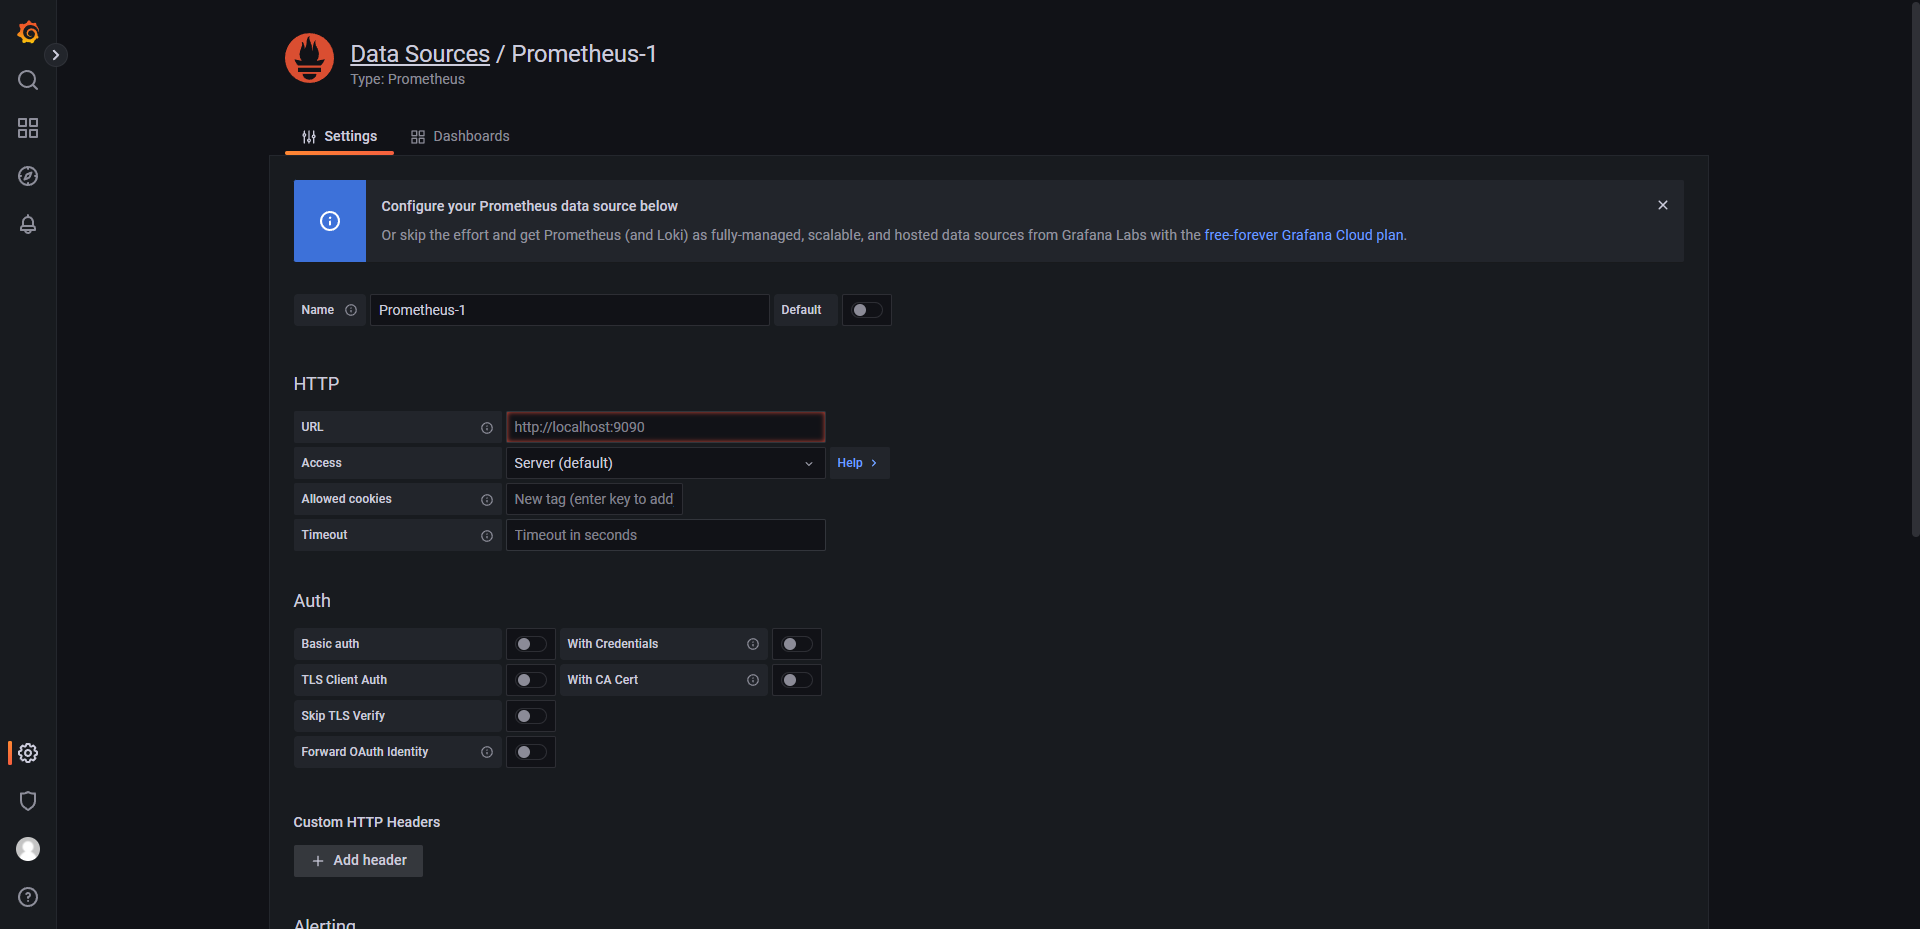 Data Sources / Prometheus-1
Type: Prometheus
Settings
Dashboards
Configure your Prometheus data source below
Or skip the effort and get Prometheus (and Loki) as fully-managed, scalable, and hosted data sources from Grafana Labs with the free-forever Grafana Cloud plan.
Name
Prometheus-1
Default
HTTP
URL
http://localhost:9090
Access
Server (default)
Help
Allowed cookies
New tag (enter key to add
Timeout
Timeout in seconds
Auth
Basic auth
With Credentials
TLS Client Auth
With CA Cert
Skip TLS Verify
Forward OAuth Identity
Custom HTTP Headers
Add header
Alerting